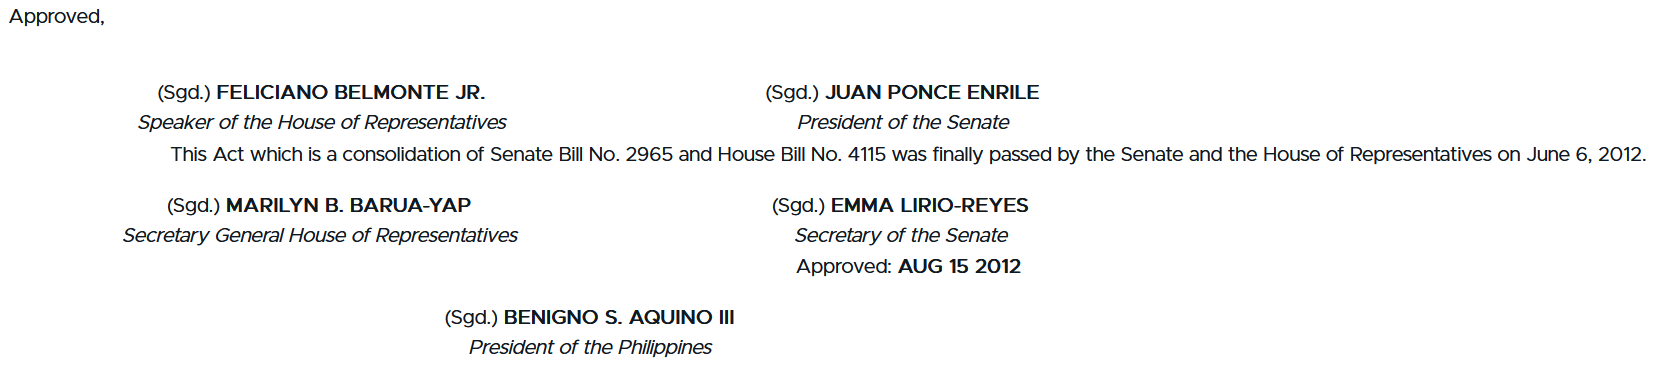 Approved,
(Sgd.) FELICIANO BELMONTE JR.
(Sgd.) JUAN PONCE ENRILE
Speaker of the House of Representatives
President of the Senate
This Act which is a consolidation of Senate Bill No. 2965 and House Bill No. 4115 was finally passed by the Senate and the House of Representatives on June 6, 2012.
(Sgd.) MARILYN B. BARUA-YAP
(Sgd.) EMMA LIRIO-REYES
Secretary General House of Representatives
Secretary of the Senate
Approved: AUG 15 2012
(Sgd.) BENIGNO S. AQUINO III
President of the Philippines